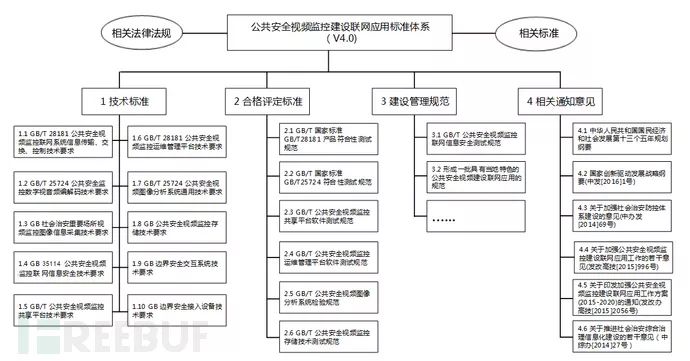 相关法律法规
公共安全视频监控建设联网应用标准体系
（V4.0）
相关标准
1 技术标准
2 合格评定标准
3 建设管理规范
4 相关通知意见
1.1 GB/T 28181 公共安全视
频监控联网系统信息传输、交
换、控制技术要求
1.2 GB/T 25724 公共安全监
控数字视音频编解码技术要求
1.3 GB 社会治安重要场所视
频监控图像信息采集技术要求
1.4 GB 35114 公共安全视频
监控联网信息安全技术要求
1.5 GB/T 公共安全视频监控
共享平台技术要求
1.6 GB/T 28181 公共安全视
频监控运维管理平台技术要求
1.7 GB/T 25724 公共安全视
频图像分析系统通用技术要求
1.8 GB 公共安全视频监控存
储技术要求
1.9 GB 边界安全交互系统技
术要求
1.10 GB 边界安全接入设备技
术要求
2.1 GB/T 国家标准
GB/T28181 产品符合性测试
规范
2.2 GB/T 国家标准
GB/T25724 符合性测试规范
2.3 GB/T 公共安全视频监控
共享平台软件测试规范
2.4 GB/T 公共安全视频监控
运维管理平台软件测试规范
2.5 GB/T 公共安全视频图像
分析系统检验规范
2.6 GB/T 公共安全视频监控
存储技术测试规范
3.1 GB/T 公共安全视频监控
联网信息安全测试规范
3.2 形成一批具有当地特色的
公共安全视频建设联网应用的
规范
……
4.1 中华人民共和国国民经济
和社会发展第十三个五年规划
纲要
4.2 国家创新驱动发展战略纲
要(中发[2016]1号)
4.3 关于加强社会治安防控体
系建设的意见(中办发
[2014]69号)
4.4 关于加强公共安全视频监
控建设联网应用工作的若干意
见(发改高技[2015]996号)
4.5 关于印发加强公共安全视
频监控建设联网应用工作方案
(2015-2020)的通知(发改办
高技[2015]2056号)
4.6 关于推进社会治安综合治
理信息化建设的若干意见（中
综办[2014]27号）
FREEBUF